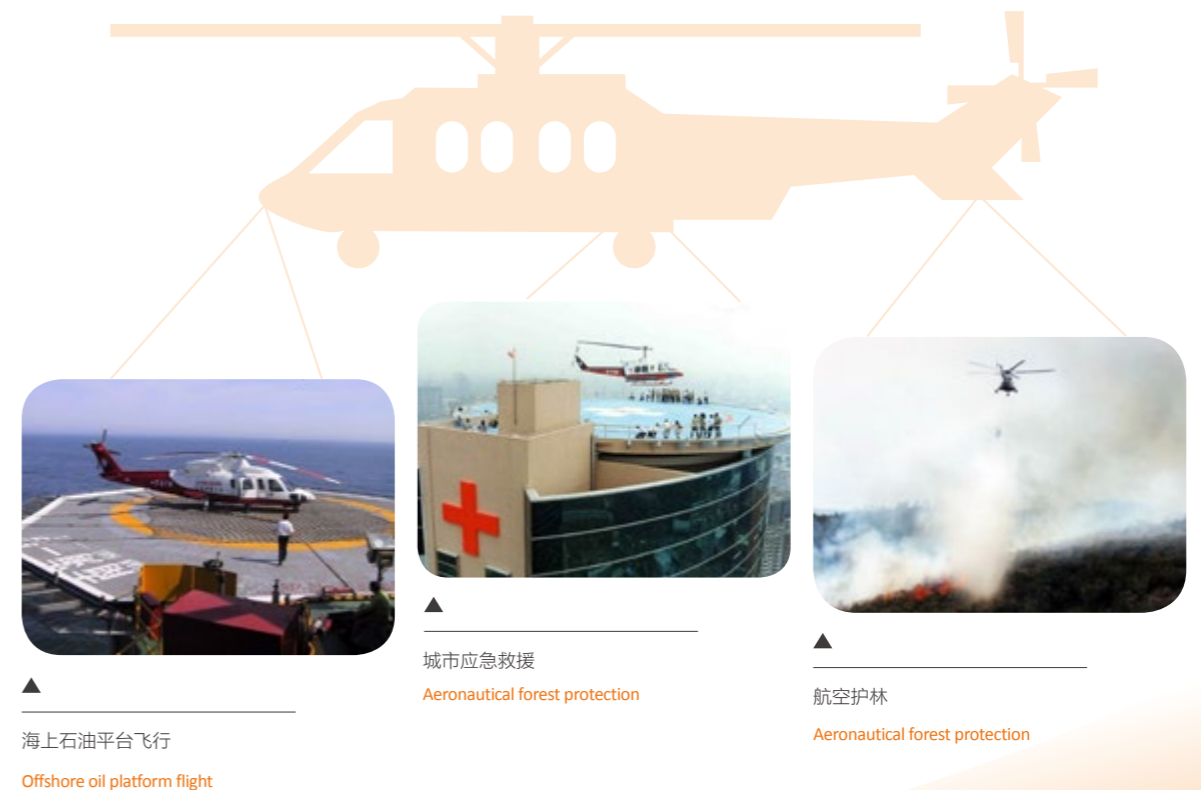 海上石油平台飞行
Offshore oil platform flight
城市应急救援
Aeronautical forest protection
航空护林
Aeronautical forest protection